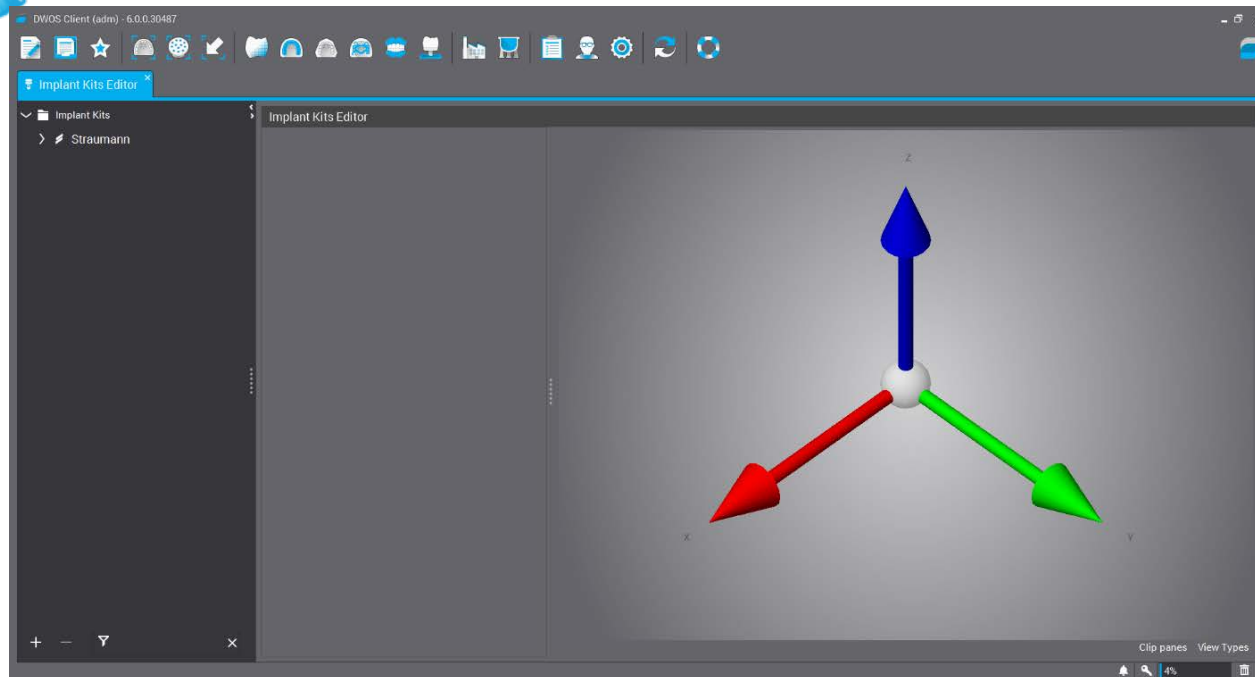 DWOS Client (adm) - 6.0.0.30487
Implant Kits Editor
Implant Kits
Implant Kits Editor
Straumann
Z
X
Y
Clip panes View Types
4%